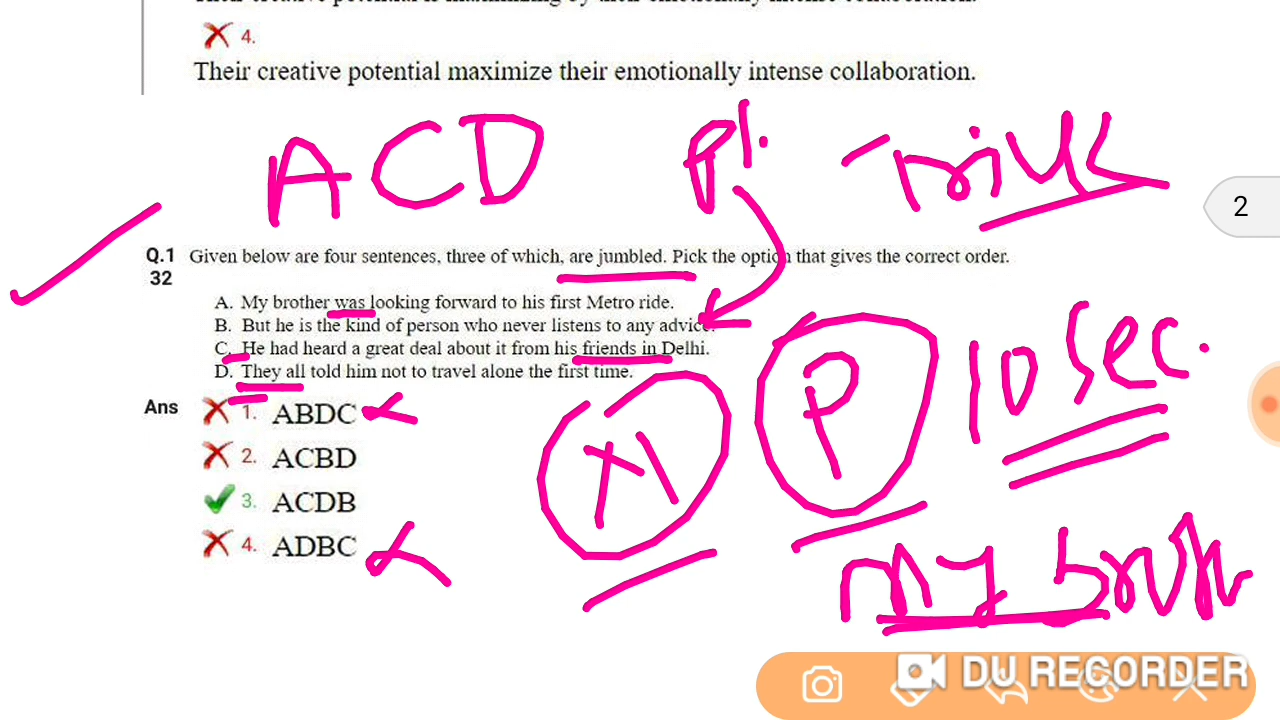 4.
Their creative potential maximize their emotionally intense collaboration.
ACD Pl. Trick
2
Q.1 Given below are four sentences, three of which, are jumbled. Pick the option that gives the correct order.
32
A. My brother was looking forward to his first Metro ride.
B. But he is the kind of person who never listens to any advice.
C. He had heard a great deal about it from his friends in Delhi.
D. They all told him not to travel alone the first time.
Ans 1. ABDC
2. ACBD
3. ACDB
4. ADBC
N P 10 Sec.
my
DU RECORDER